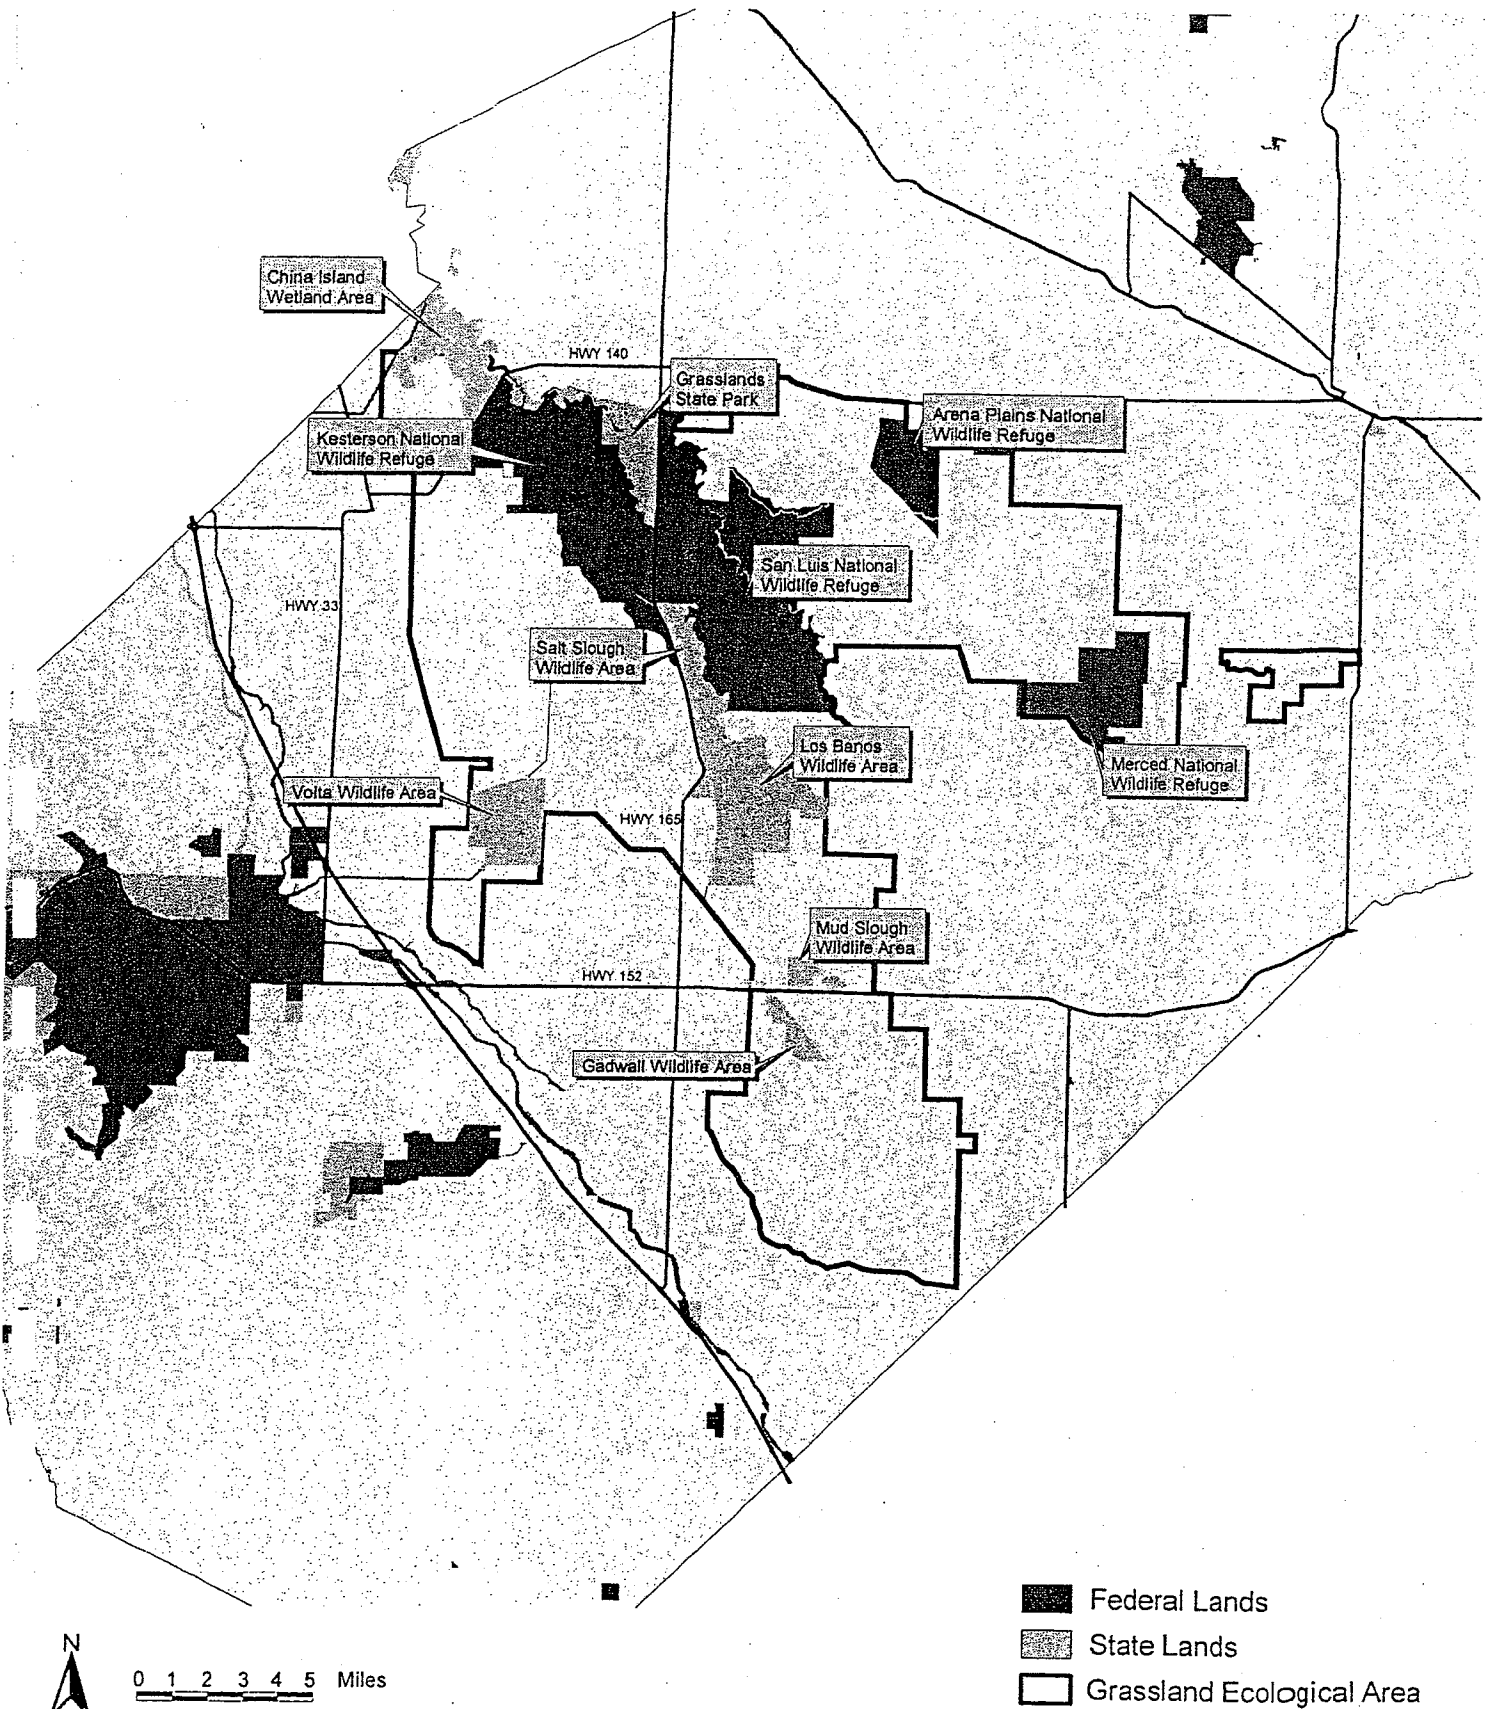 China Island
Wetland Area
HWY 140
Grasslands
State Park
Arena Plains National
Wildlife Refuge
Kesterson National
Wildlife Refuge
San Luis National
Wildlife Refuge
HWY 33
Salt Slough
Wildlife Area
Los Banos
Wildlife Area
Merced National
Wildlife Refuge
Volta Wildlife Area
HWY 165
Mud Slough
Wildlife Area
HWY 152
Gadwall Wildlife Area
Federal Lands
State Lands
Grassland Ecological Area
N
0 1 2 3 4 5 Miles